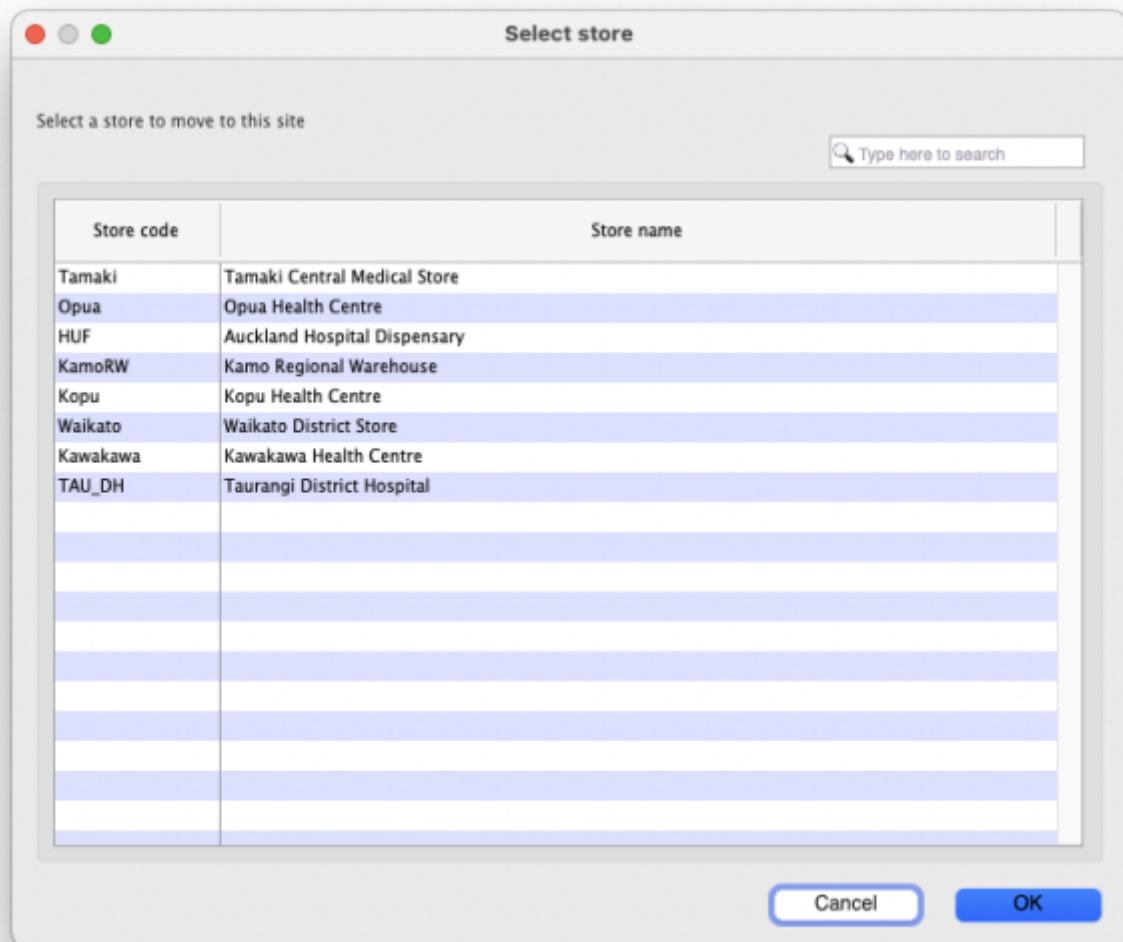 Select store
Select a store to move to this site
Type here to search
Store code Store name
Tamaki Tamaki Central Medical Store
Opua Opua Health Centre
HUF Auckland Hospital Dispensary
KamoRW Kamo Regional Warehouse
Kopu Kopu Health Centre
Waikato Waikato District Store
Kawakawa Kawakawa Health Centre
TAU_DH Taurangi District Hospital
Cancel OK